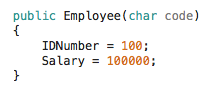 public Employee(char code)
{
    IDNumber = 100;
    Salary = 100000;
}